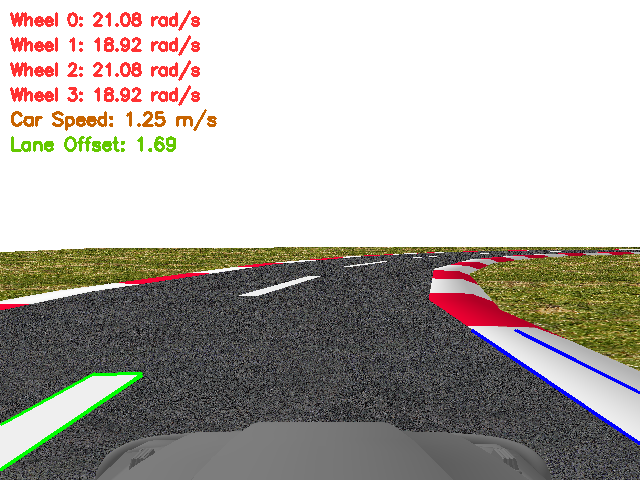 Wheel 0: 21.08 rad/s
Wheel 1: 18.92 rad/s
Wheel 2: 21.08 rad/s
Wheel 3: 18.92 rad/s
Car Speed: 1.25 m/s
Lane Offset: 1.69